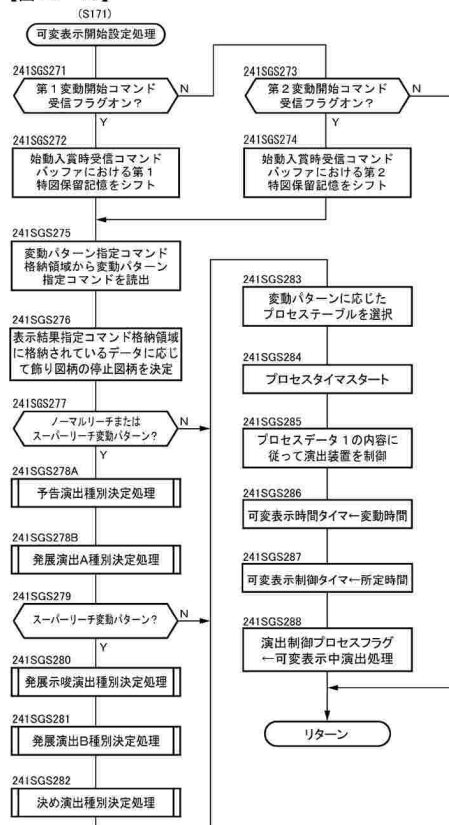 (S171)
可変表示開始設定処理
241SGS271
第1変動開始コマンド
受信フラグオン?
N
Y
241SGS273
第2変動開始コマンド
受信フラグオン?
N
Y
241SGS272
始動入賞時受信コマンド
バッファにおける第1
特図保留記憶をシフト
241SGS274
始動入賞時受信コマンド
バッファにおける第2
特図保留記憶をシフト
241SGS275
変動パターン指定コマンド
格納領域から変動パターン
指定コマンドを読出
241SGS276
表示結果指定コマンド格納領域
に格納されているデータに応じ
て飾り図柄の停止図柄を決定
241SGS277
ノーマルリーチまたは
スーパーリーチ変動パターン?
N
Y
241SGS278A
予告演出種別決定処理
241SGS278B
発展演出A種別決定処理
241SGS279
スーパーリーチ変動パターン?
N
Y
241SGS280
発展示唆演出種別決定処理
241SGS281
発展演出B種別決定処理
241SGS282
決め演出種別決定処理
241SGS283
変動パターンに応じた
プロセステーブルを選択
241SGS284
プロセスタイマスタート
241SGS285
プロセスデータ1の内容に
従って演出装置を制御
241SGS286
可変表示時間タイマ←変動時間
241SGS287
可変表示制御タイマ←所定時間
241SGS288
演出制御プロセスフラグ
←可変表示中演出処理
リターン